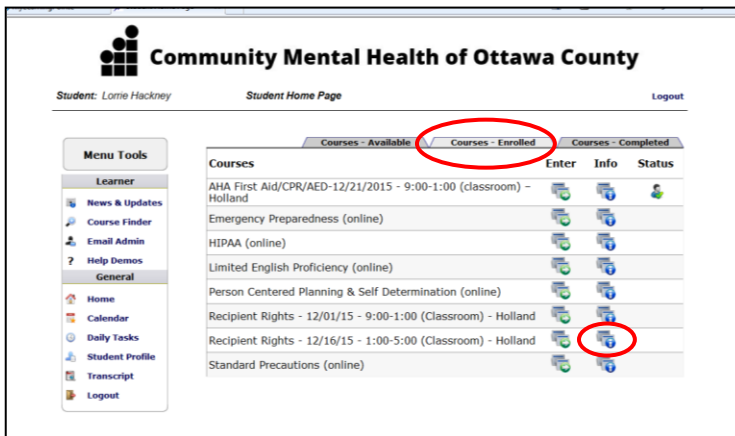 Community Mental Health of Ottawa County
Student: Lorrie Hackney Student Home Page Logout
Menu Tools
Learner
News & Updates
Course Finder
Email Admin
? Help Demos
General
Home
Calendar
Daily Tasks
Student Profile
Transcript
Logout
Courses - Available Courses - Enrolled Courses - Completed
Courses Enter Info Status
AHA First Aid/CPR/AED-12/21/2015 - 9:00-1:00 (classroom) –
Holland
Emergency Preparedness (online)
HIPAA (online)
Limited English Proficiency (online)
Person Centered Planning & Self Determination (online)
Recipient Rights - 12/01/15 - 9:00-1:00 (Classroom) - Holland
Recipient Rights - 12/16/15 - 1:00-5:00 (Classroom) - Holland
Standard Precautions (online)